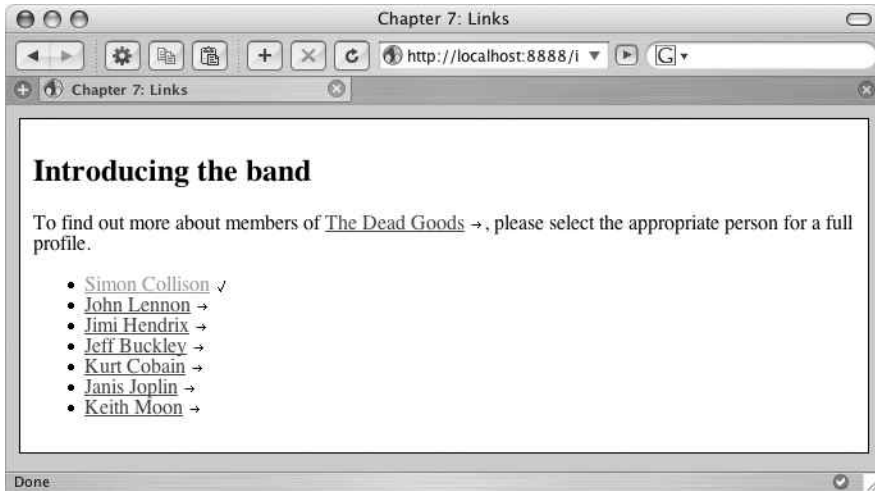 Chapter 7: Links
http://localhost:8888/i
G
Chapter 7: Links
Introducing the band
To find out more about members of The Dead Goods →, please select the appropriate person for a full
profile.
• Simon Collison ✓
• John Lennon →
• Jimi Hendrix →
• Jeff Buckley →
• Kurt Cobain →
• Janis Joplin →
• Keith Moon →
Done